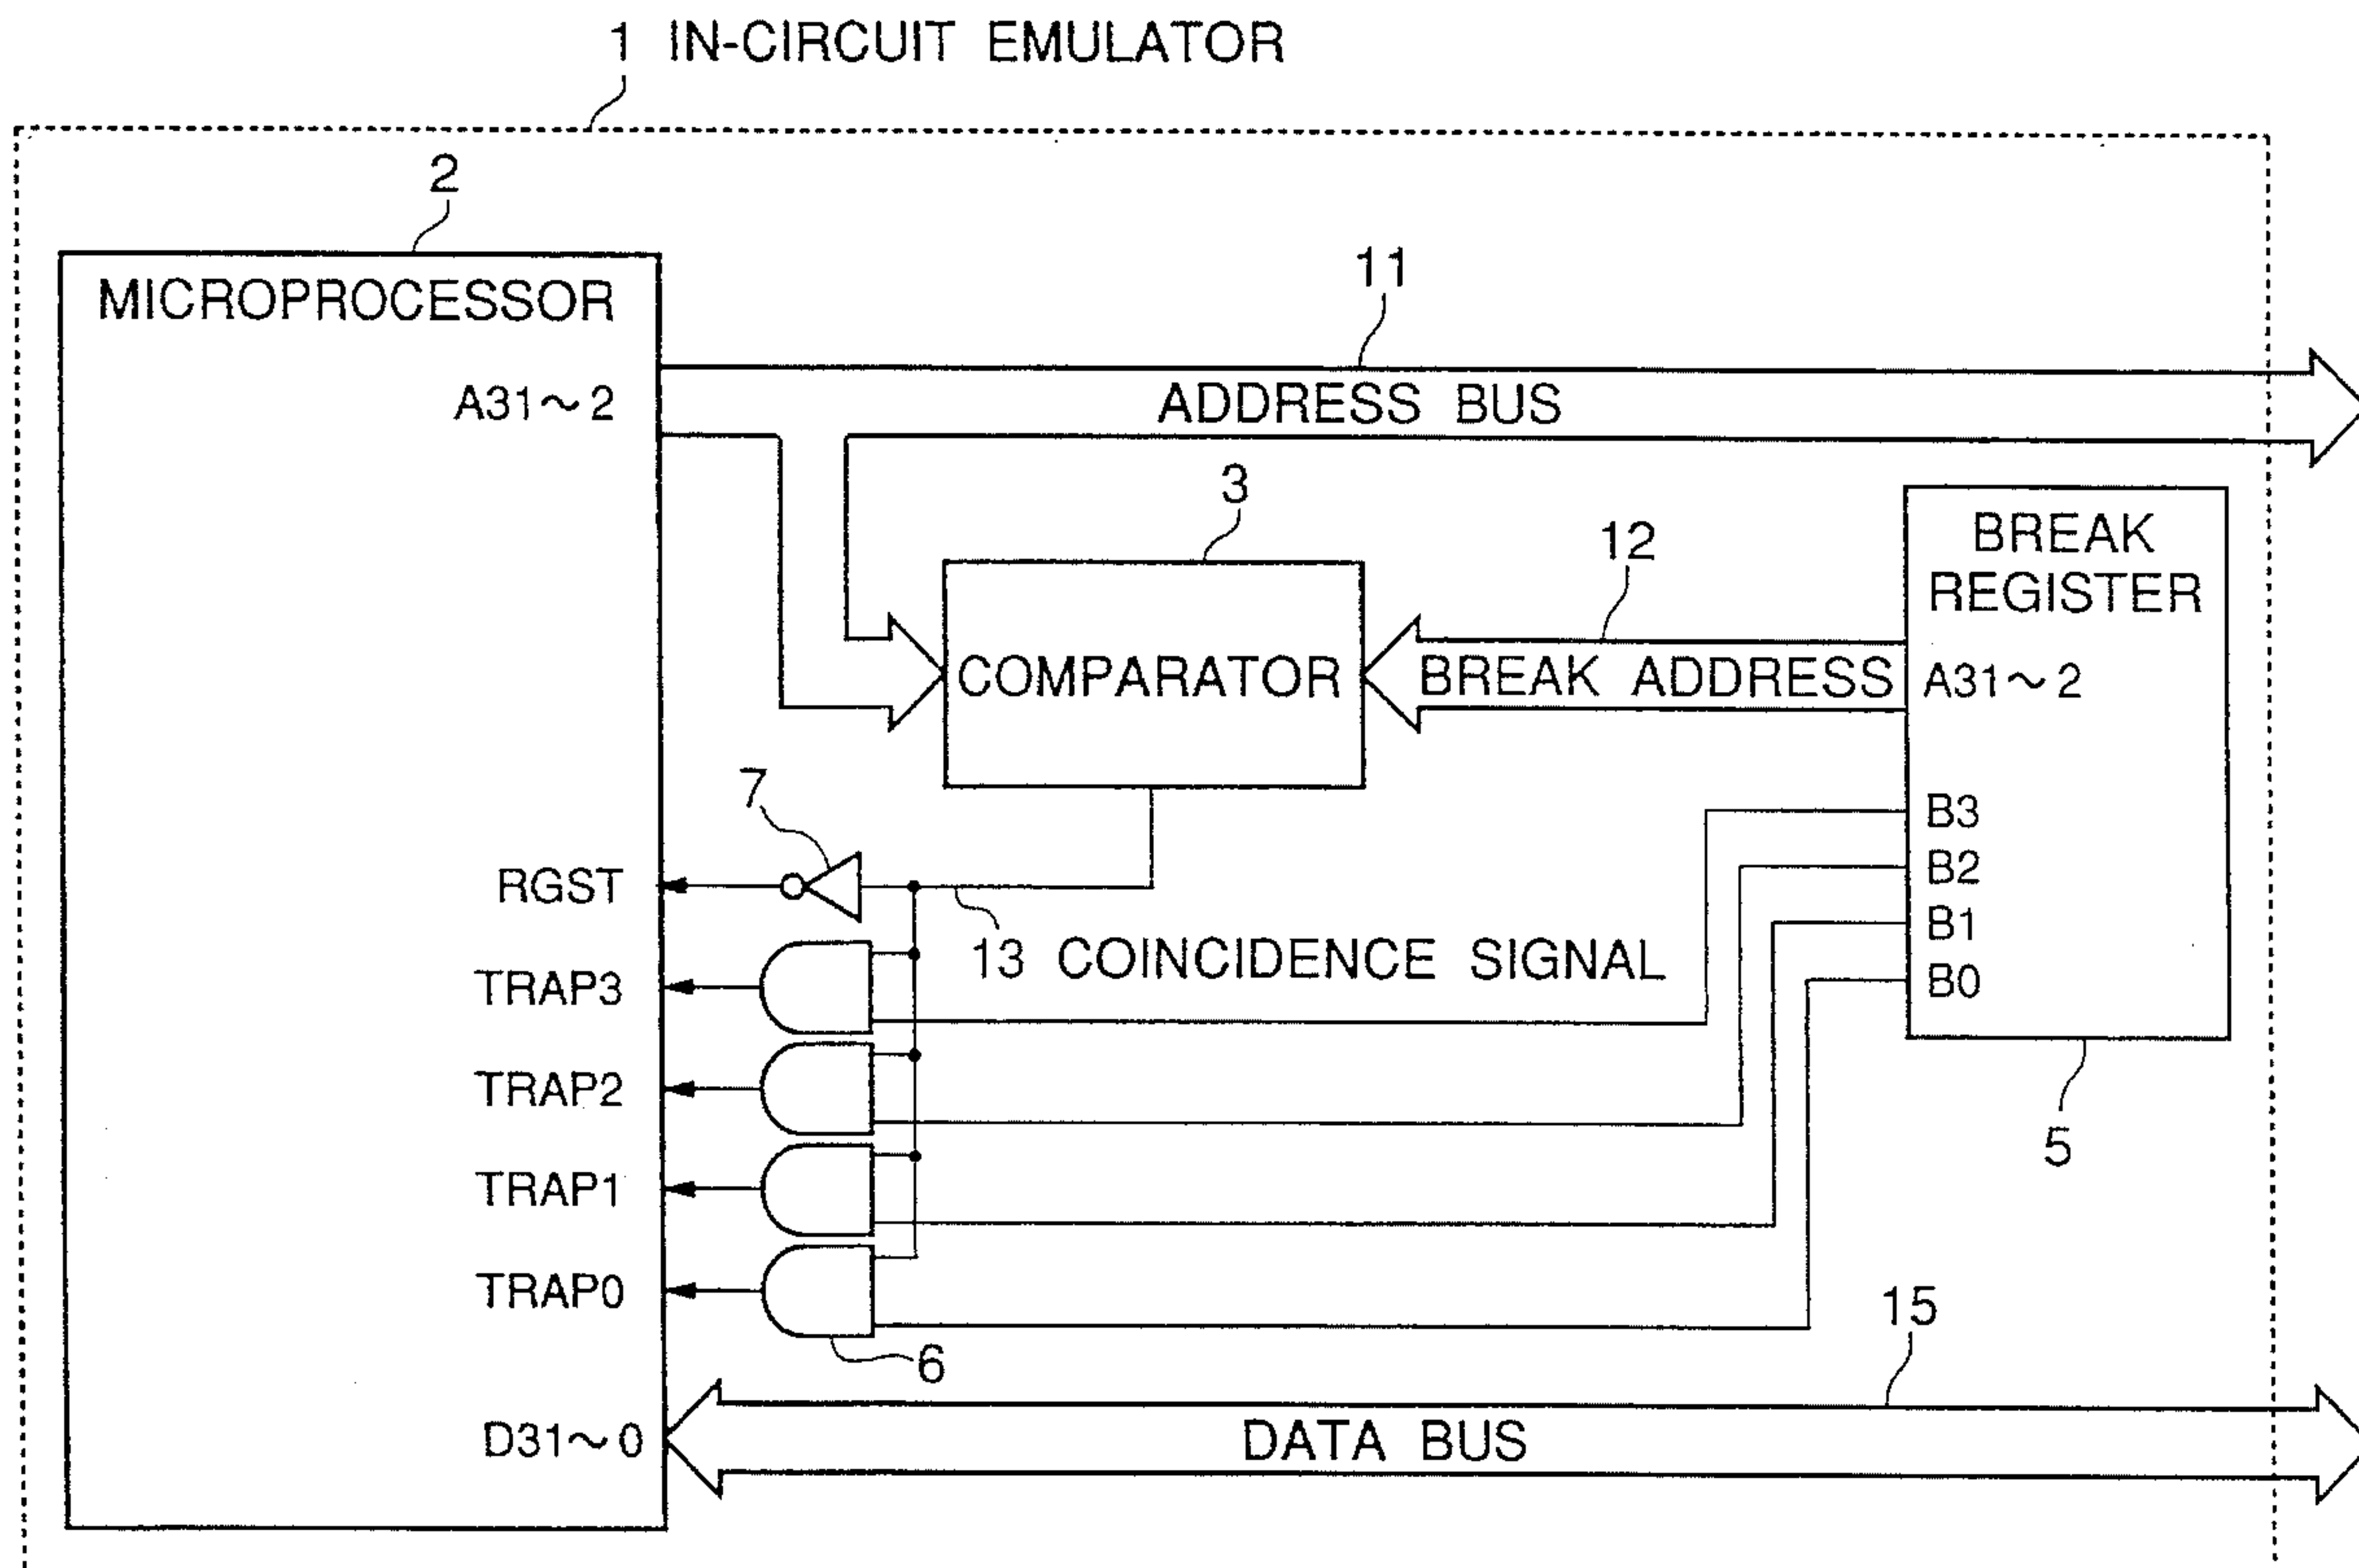 1 IN-CIRCUIT EMULATOR
2
MICROPROCESSOR
11
A31～2
ADDRESS BUS
3
12
BREAK
REGISTER
COMPARATOR
BREAK ADDRESS
A31～2
7
B3
B2
B1
B0
RGST
13 COINCIDENCE SIGNAL
TRAP3
TRAP2
5
TRAP1
TRAP0
6
15
D31～0
DATA BUS